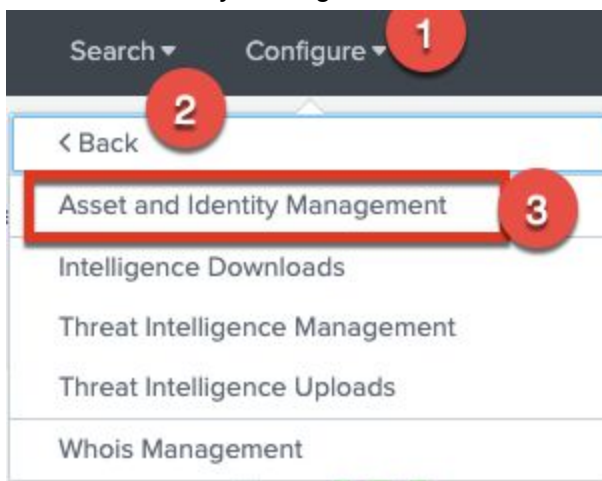 Search ▾ Configure ▾ 1
2
< Back
Asset and Identity Management 3
Intelligence Downloads
Threat Intelligence Management
Threat Intelligence Uploads
Whois Management